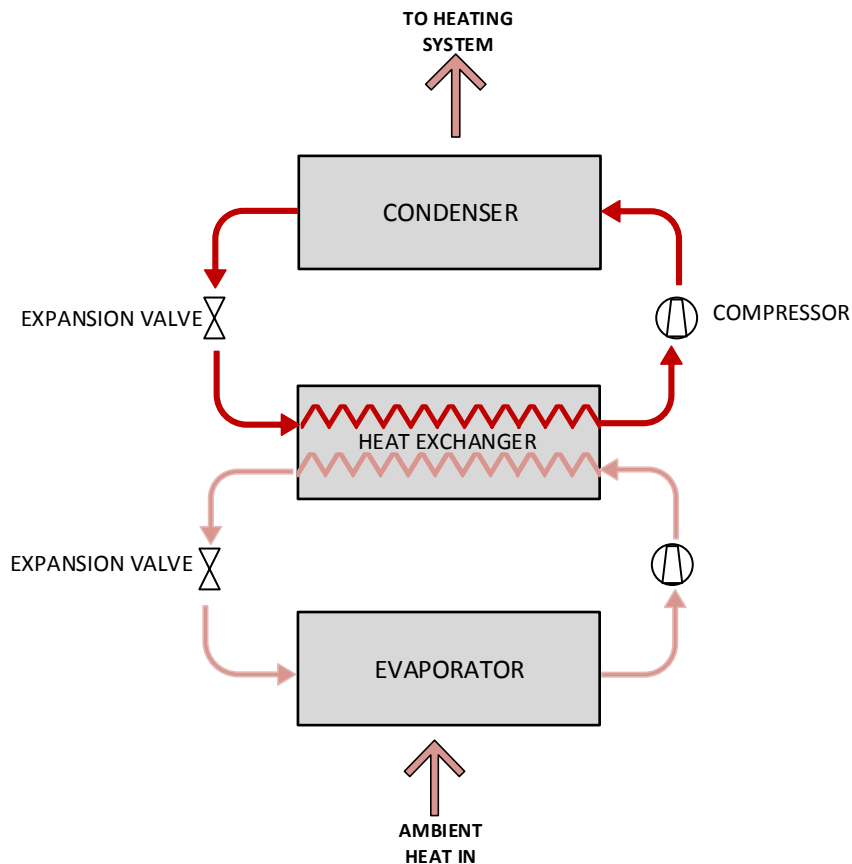 TO HEATING
SYSTEM
CONDENSER
EXPANSION VALVE
COMPRESSOR
HEAT EXCHANGER
EXPANSION VALVE
EVAPORATOR
AMBIENT
HEAT IN